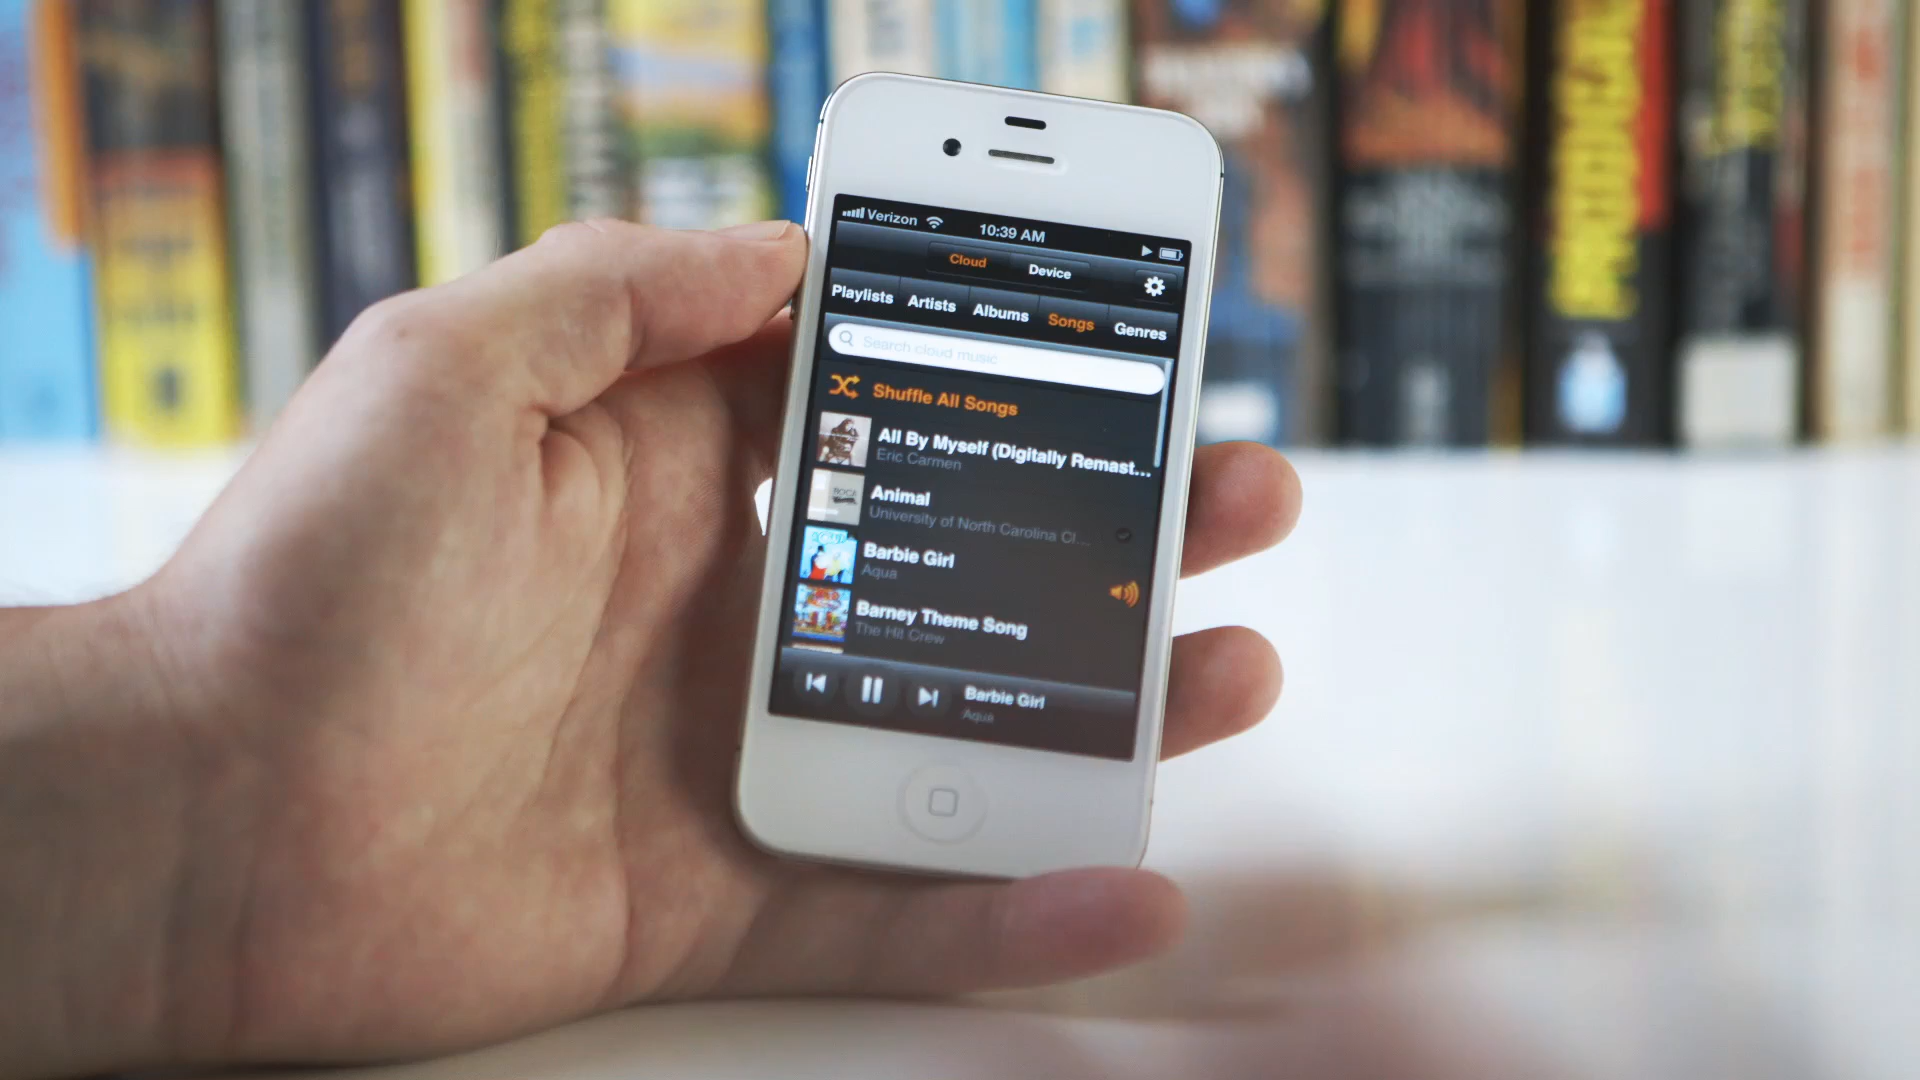 Verizon 10:39 AM
Cloud Device
Playlists Artists Albums Songs Genres
Search cloud music
Shuffle All Songs
All By Myself (Digitally Remast...
Eric Carmen
Animal
University of North Carolina Cl...
Barbie Girl
Aqua
Barney Theme Song
The Hit Crew
Barbie Girl
Aqua